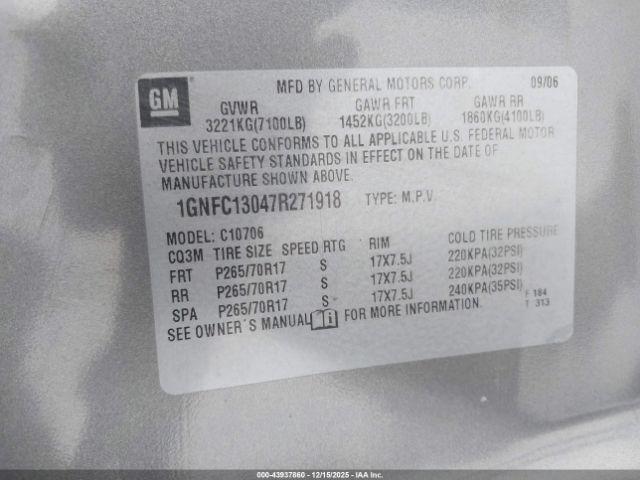 GM
MFD BY GENERAL MOTORS CORP. 09/06
GVWR GAWR FRT GAWR RR
3221KG(7100LB) 1452KG(3200LB) 1860KG(4100LB)
THIS VEHICLE CONFORMS TO ALL APPLICABLE U.S. FEDERAL MOTOR
VEHICLE SAFETY STANDARDS IN EFFECT ON THE DATE OF
MANUFACTURE SHOWN ABOVE.
1GNFC13047R271918 TYPE: M.P.V.
MODEL: C10706
CQ3M TIRE SIZE SPEED RTG RIM COLD TIRE PRESSURE
FRT P265/70R17 S 17X7.5J 220KPA(32PSI)
RR P265/70R17 S 17X7.5J 220KPA(32PSI)
SPA P265/70R17 S 17X7.5J 240KPA(35PSI)
F 184
T 313
SEE OWNER'S MANUAL FOR MORE INFORMATION.
000-43937860 - 12/15/2025 - IAAI.CA